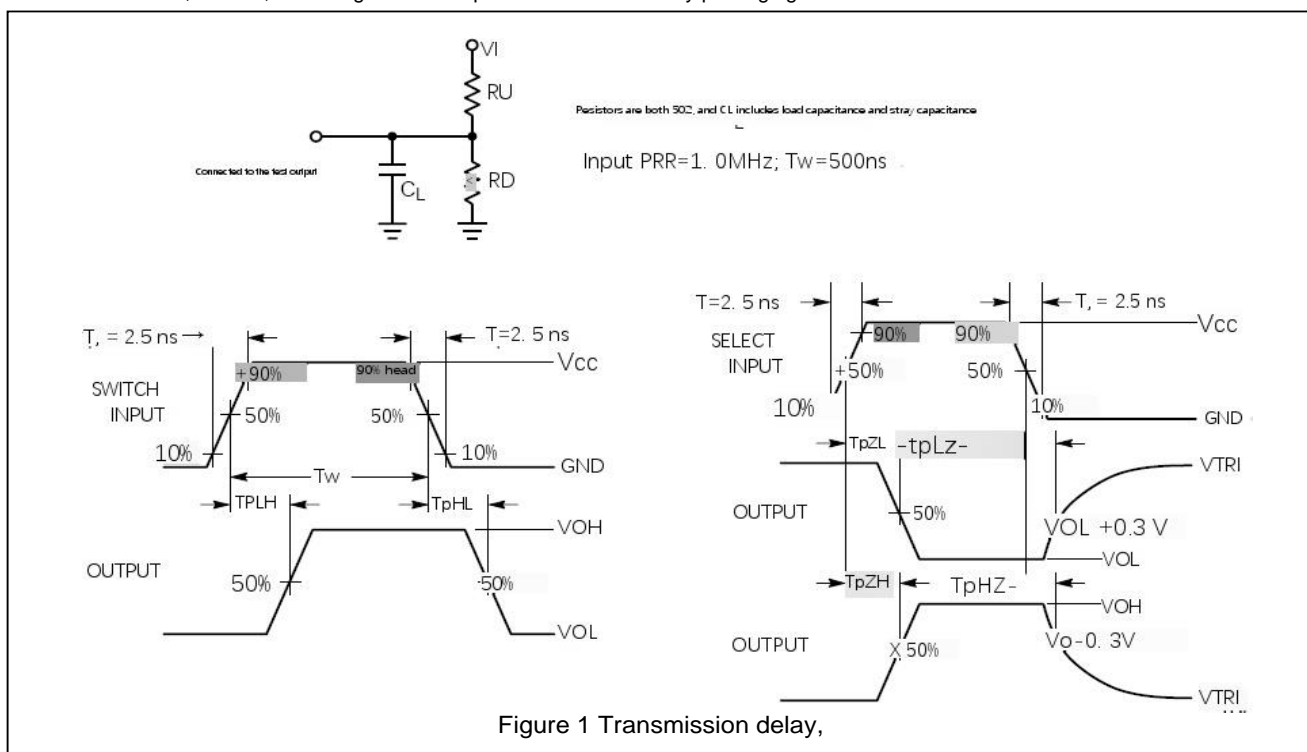 VI
RU
Resistors are both 50Z, and CL includes load capacitance and stray capacitance
Input PRR=1. 0MHz; Tw=500ns
Connected to the test output
CL
RD
T, = 2.5 ns
T=2. 5 ns
VCC
+90%
90% head
SWITCH
INPUT
50%
50%
10%
10%
GND
Tw
TPLH
TpHL
VOH
OUTPUT
50%
50%
VOL
T=2. 5 ns
T, = 2.5 ns
Vcc
SELECT
INPUT
90%
90%
+50%
50%
10%
10%
GND
TpZL
-tpLz-
VTRI
OUTPUT
50%
VOL +0.3 V
VOL
TpZH
TpHZ-
VOH
OUTPUT
X 50%
Vo-0. 3V
VTRI
Figure 1 Transmission delay,